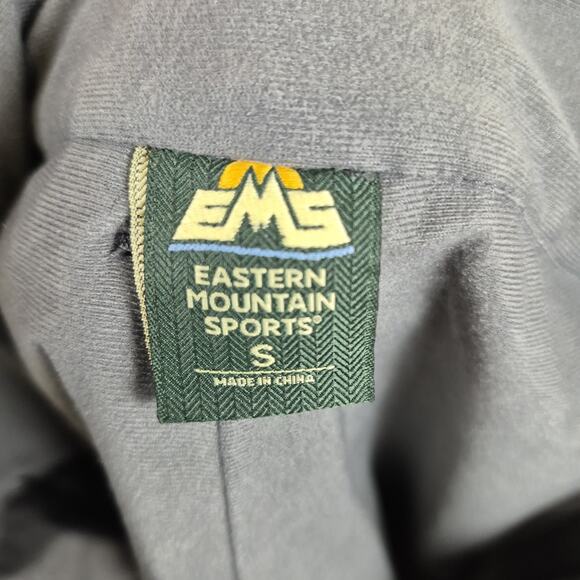 EMS
EASTERN
MOUNTAIN
SPORTS®
S
MADE IN CHINA